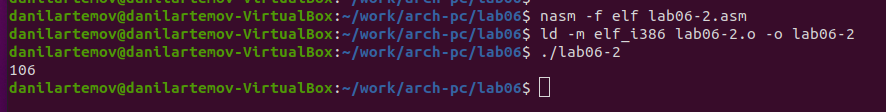 danilartemov@danilartemov-VirtualBox:~/work/arch-pc/lab06$ nasm -f elf lab06-2.asm
danilartemov@danilartemov-VirtualBox:~/work/arch-pc/lab06$ ld -m elf_i386 lab06-2.o -o lab06-2
danilartemov@danilartemov-VirtualBox:~/work/arch-pc/lab06$ ./lab06-2
106
danilartemov@danilartemov-VirtualBox:~/work/arch-pc/lab06$